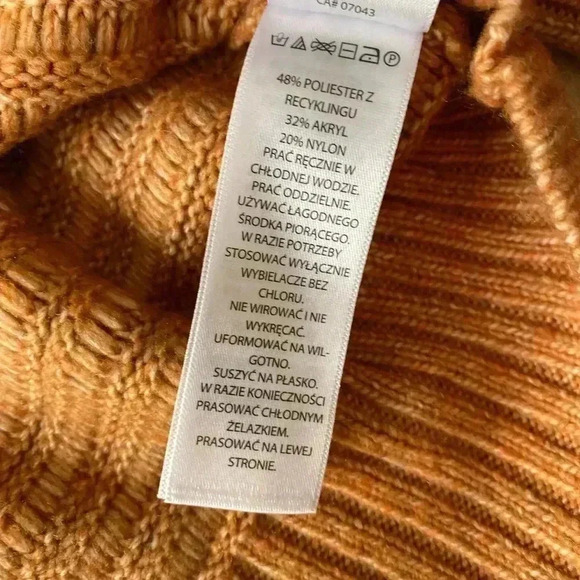 CA# 07043
P
48% POLIESTER Z
RECYKLINGU
32% AKRYL
20% NYLON
PRAĆ RĘCZNIE W
CHŁODNEJ WODZIE.
PRAĆ ODDZIELNIE.
UŻYWAĆ ŁAGODNEGO
ŚRODKA PIORĄCEGO.
W RAZIE POTRZEBY
STOSOWAĆ WYŁĄCZNIE
WYBIELACZE BEZ
CHLORU.
NIE WIROWAĆ I NIE
WYKRĘCAĆ.
UFORMOWAĆ NA WIL-
GOTNO.
SUSZYĆ NA PŁASKO.
W RAZIE KONIECZNOŚCI
PRASOWAĆ CHŁODNYM
ŻELAZKIEM.
PRASOWAĆ NA LEWEJ
STRONIE.